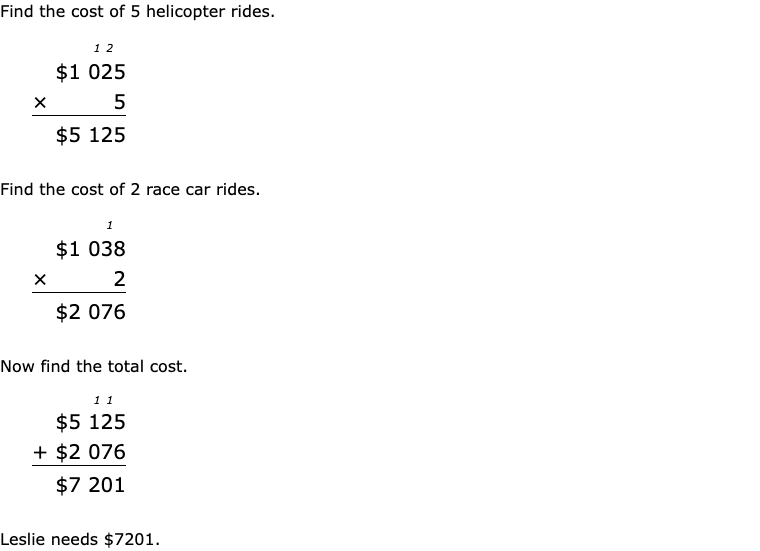 Find the cost of 5 helicopter rides.
1 2
$1 025
× 5
$5 125
Find the cost of 2 race car rides.
1
$1 038
× 2
$2 076
Now find the total cost.
1 1
$5 125
+ $2 076
$7 201
Leslie needs $7201.